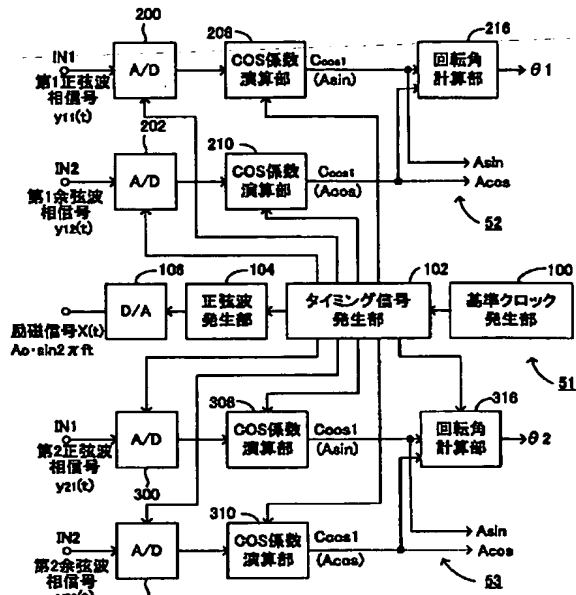 200
208
216
IN1
A/D
COS係数
演算部
Ccos1
(Asin)
回転角
計算部
θ1
第1正弦波
相信号
y11(t)
202
210
IN2
A/D
COS係数
演算部
Ccos1
(Acos)
Asin
Acos
第1余弦波
相信号
y12(t)
52
106
104
102
100
D/A
正弦波
発生部
タイミング信号
発生部
基準クロック
発生部
励磁信号X(t)
Ao・sin2πft
51
308
316
IN1
A/D
COS係数
演算部
Ccos1
(Asin)
回転角
計算部
θ2
第2正弦波
相信号
y21(t)
300
310
IN2
A/D
COS係数
演算部
Ccos1
(Acos)
Asin
Acos
第2余弦波
相信号
53